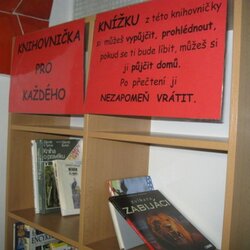 KNIHOVNIČKA
PRO
KAŽDÉHO
KNÍŽKU z této knihovničky
si můžeš vypůjčit, prohlédnout,
pokud se ti bude líbit, můžeš si
ji půjčit domů.
Po přečtení ji
NEZAPOMEŇ VRÁTIT.
Kniha
ZABIJÁCI